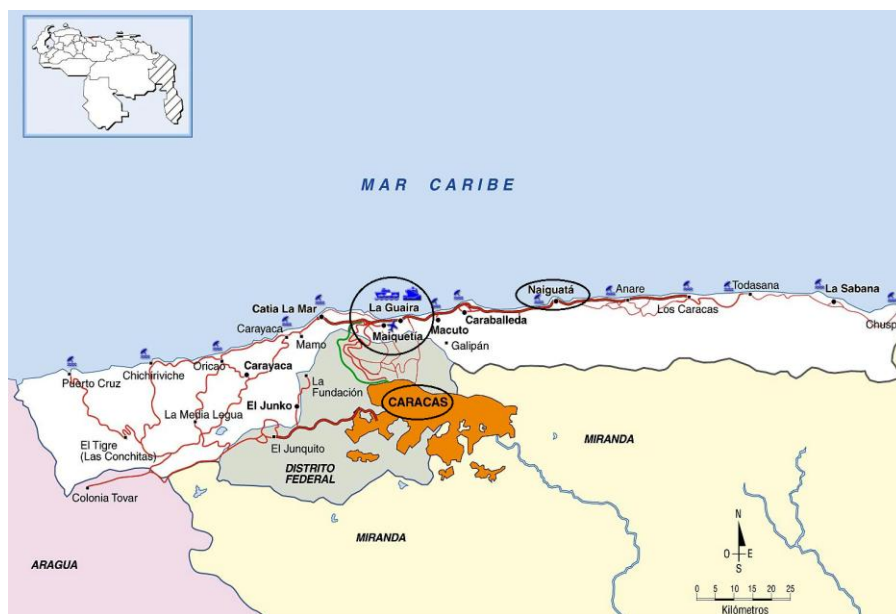 MAR CARIBE
Naiguatá
Anare
Todasana
La Sabana
Los Caracas
Chusp
La Guaira
Catia La Mar
Maiquetía
Macuto
Caraballeda
Carayaca
Mamo
Galipán
Oricao
Chichiriviche
Puerto Cruz
Carayaca
La
Fundación
El Junko
CARACAS
La Media Legua
El Tigre
(Las Conchitas)
El Junquito
MIRANDA
DISTRITO
FEDERAL
Colonia Tovar
MIRANDA
ARAGUA
N
O
E
S
0 5 10 15 20 25
Kilómetros